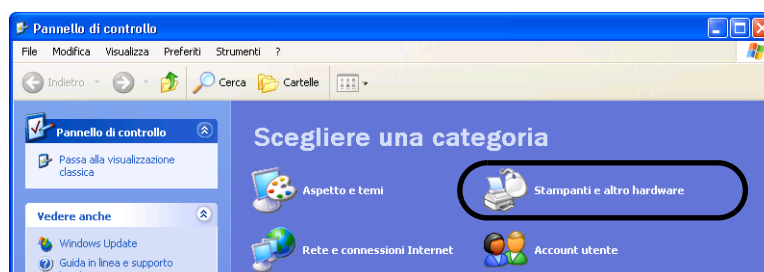 Pannello di controllo
File Modifica Visualizza Preferiti Strumenti ?
Indietro Cerca Cartelle
Pannello di controllo
Passa alla visualizzazione
classica
Vedere anche
Windows Update
Guida in linea e supporto
Scegliere una categoria
Aspetto e temi
Stampanti e altro hardware
Rete e connessioni Internet
Account utente